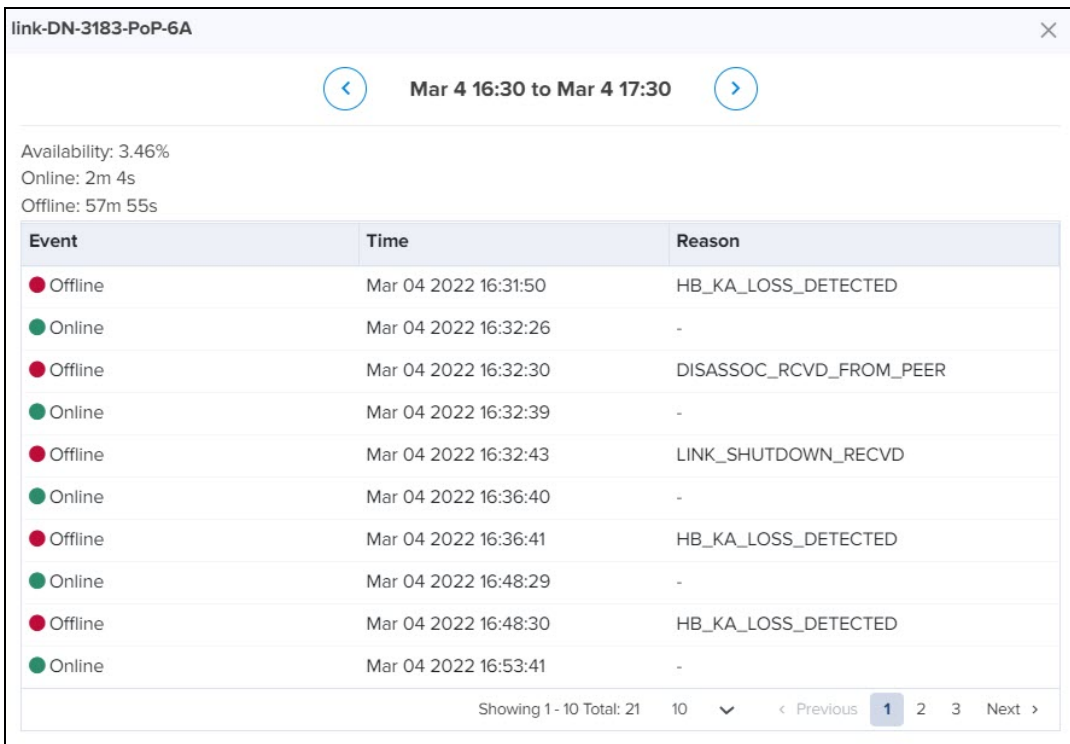 link-DN-3183-PoP-6A
Mar 4 16:30 to Mar 4 17:30
Availability: 3.46%
Online: 2m 4s
Offline: 57m 55s
Event Time Reason
Offline Mar 04 2022 16:31:50 HB_KA_LOSS_DETECTED
Online Mar 04 2022 16:32:26 -
Offline Mar 04 2022 16:32:30 DISASSOC_RCVD_FROM_PEER
Online Mar 04 2022 16:32:39 -
Offline Mar 04 2022 16:32:43 LINK_SHUTDOWN_RECVD
Online Mar 04 2022 16:36:40 -
Offline Mar 04 2022 16:36:41 HB_KA_LOSS_DETECTED
Online Mar 04 2022 16:48:29 -
Offline Mar 04 2022 16:48:30 HB_KA_LOSS_DETECTED
Online Mar 04 2022 16:53:41 -
Showing 1 - 10 Total: 21 10 < Previous 1 2 3 Next >